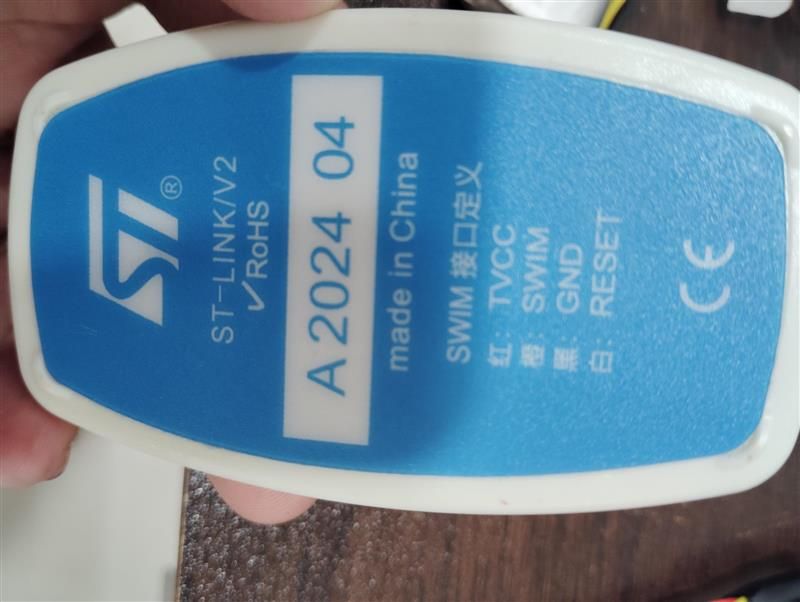 ST ®
ST-LINK/V2
✓RoHS
A 2024 04
made in China
SWIM 接口定义
红：TVCC
橙：SWIM
黑：GND
白：RESET
CE